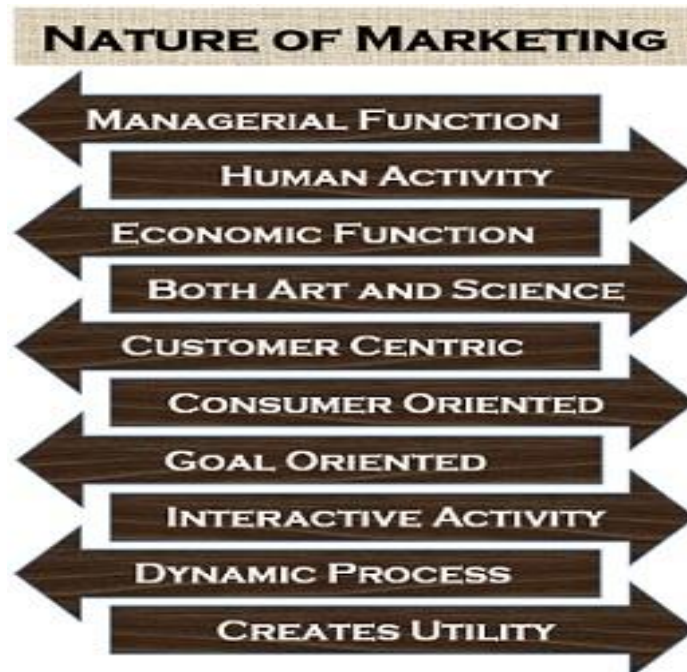 NATURE OF MARKETING
MANAGERIAL FUNCTION
HUMAN ACTIVITY
ECONOMIC FUNCTION
BOTH ART AND SCIENCE
CUSTOMER CENTRIC
CONSUMER ORIENTED
GOAL ORIENTED
INTERACTIVE ACTIVITY
DYNAMIC PROCESS
CREATES UTILITY